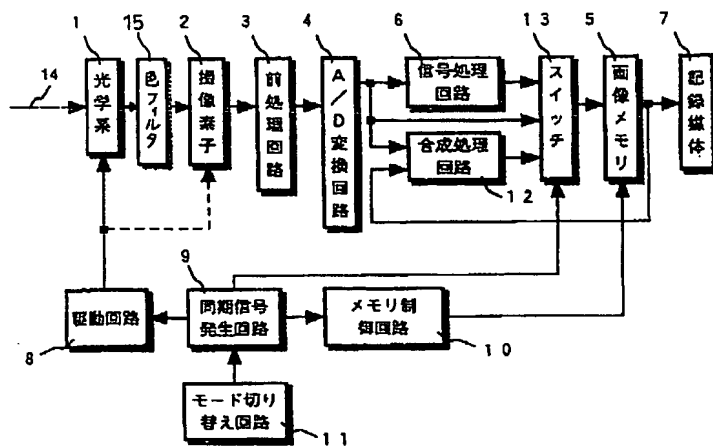 1
15
2
3
4
6
13
5
7
14
光学系
色フィルタ
撮像素子
前処理回路
A/D変換回路
信号処理
回路
合成処理
回路
12
スイッチ
画像メモリ
記録媒体
9
駆動回路
8
同期信号
発生回路
メモリ制
御回路
10
モード切り
替え回路
11